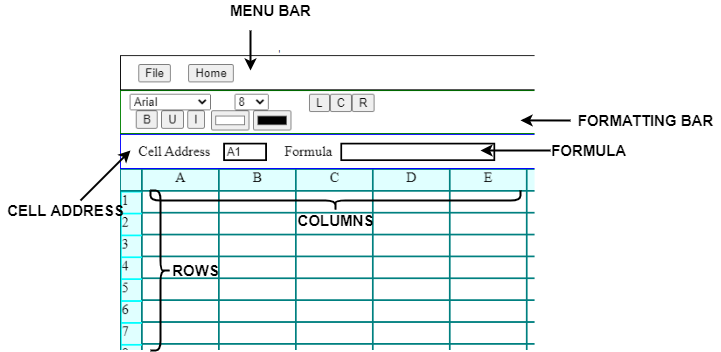 MENU BAR
File Home
Arial 8 L C R
B U I
FORMATTING BAR
Cell Address A1 Formula
FORMULA
A B C D E
CELL ADDRESS
1
COLUMNS
2
3
4
ROWS
5
6
7